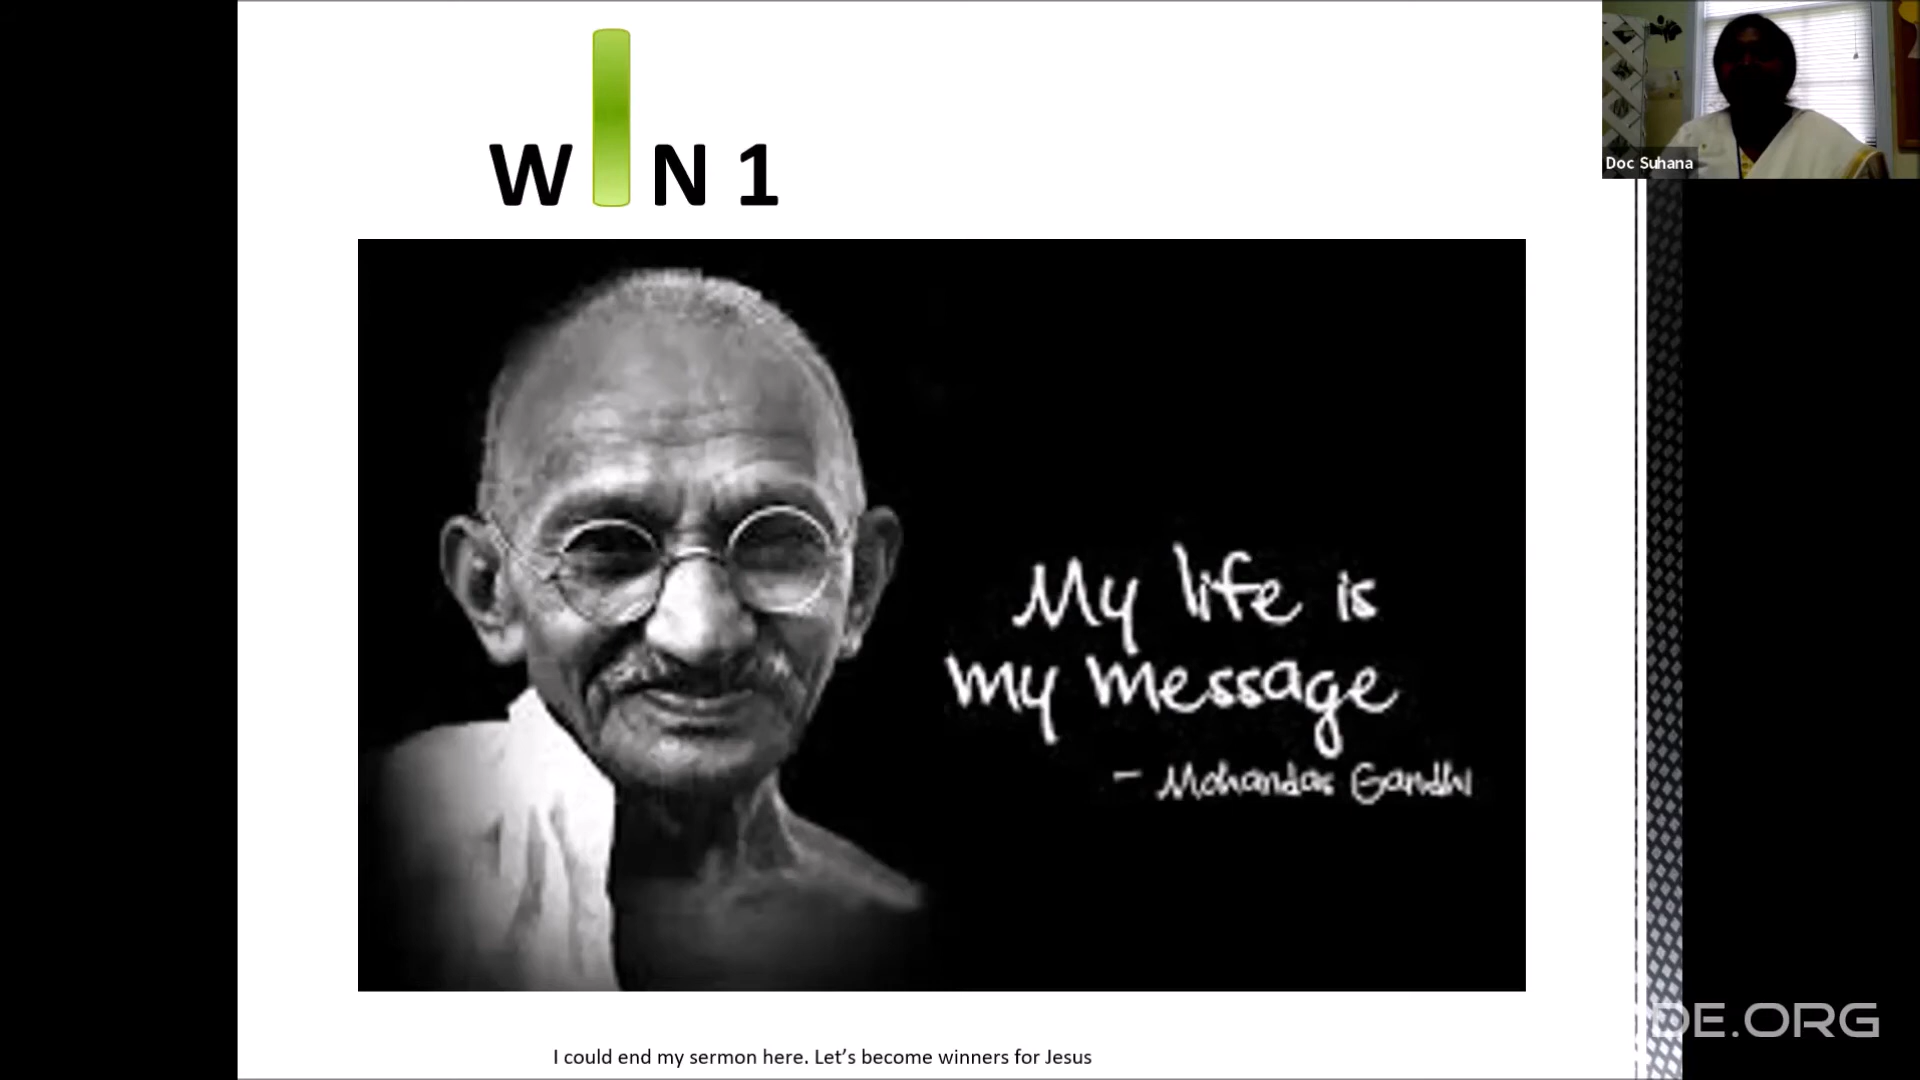 W I N 1
Doc Suhana
My life is
my message
- Mohandas Gandhi
DE.ORG
I could end my sermon here. Let's become winners for Jesus